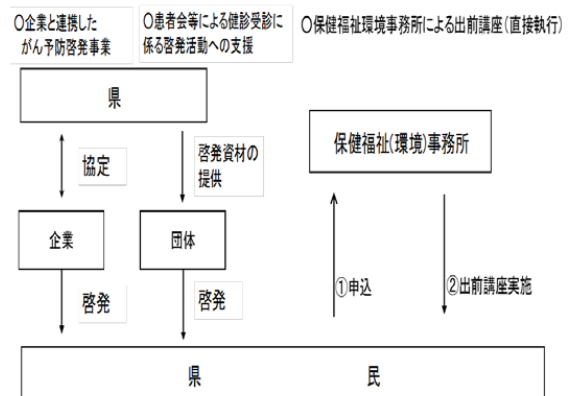 ○企業と連携した
がん予防啓発事業
○患者会等による健診受診に
係る啓発活動への支援
○保健福祉環境事務所による出前講座(直接執行)
県
保健福祉(環境)事務所
協定
啓発資材の
提供
企業
団体
①申込
②出前講座実施
啓発
啓発
県 民